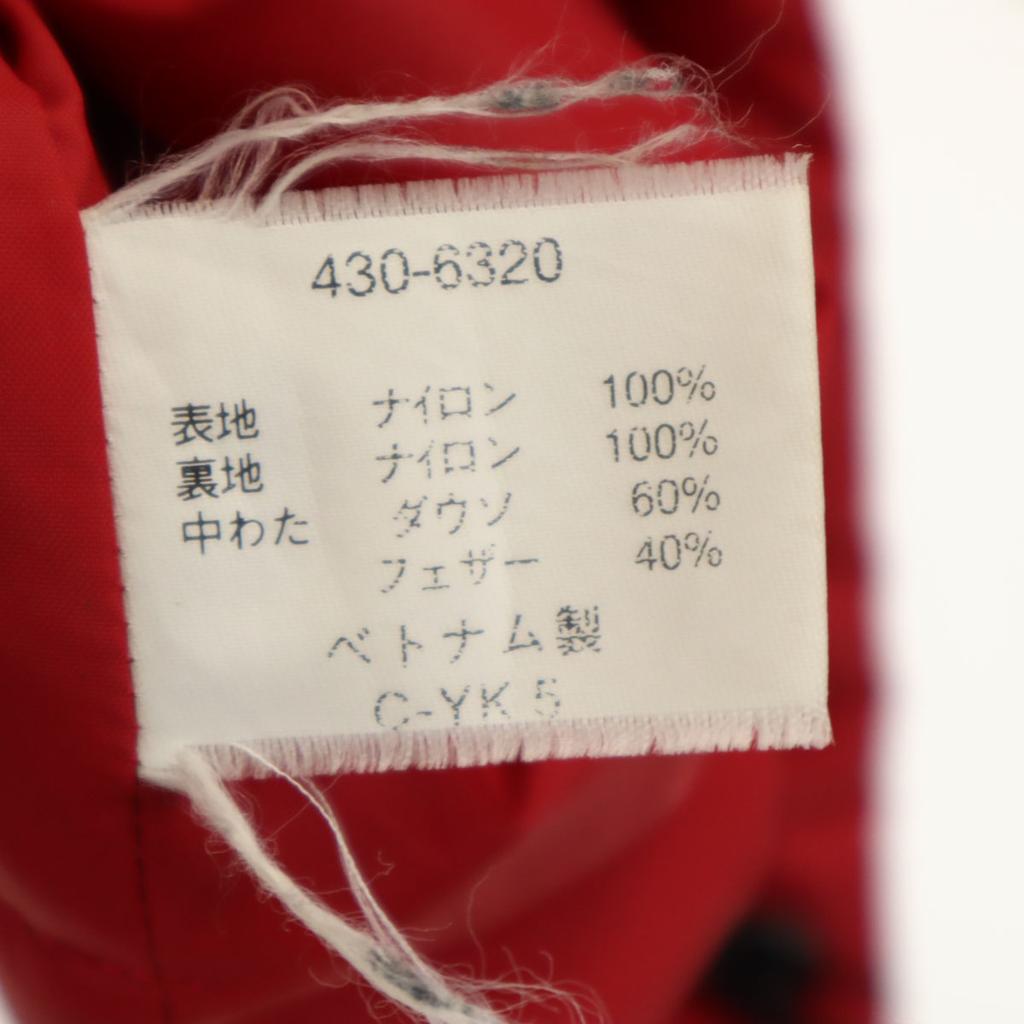 430-6320
表地 ナイロン 100%
裏地 ナイロン 100%
中わた ダウン 60%
フェザー 40%
ベトナム製
C-YK 5